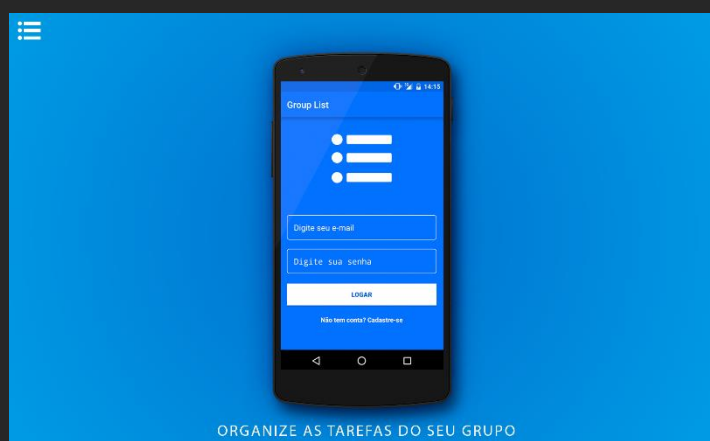 14:15
Group List
Digite seu e-mail
Digite sua senha
LOGAR
Não tem conta? Cadastre-se
ORGANIZE AS TAREFAS DO SEU GRUPO